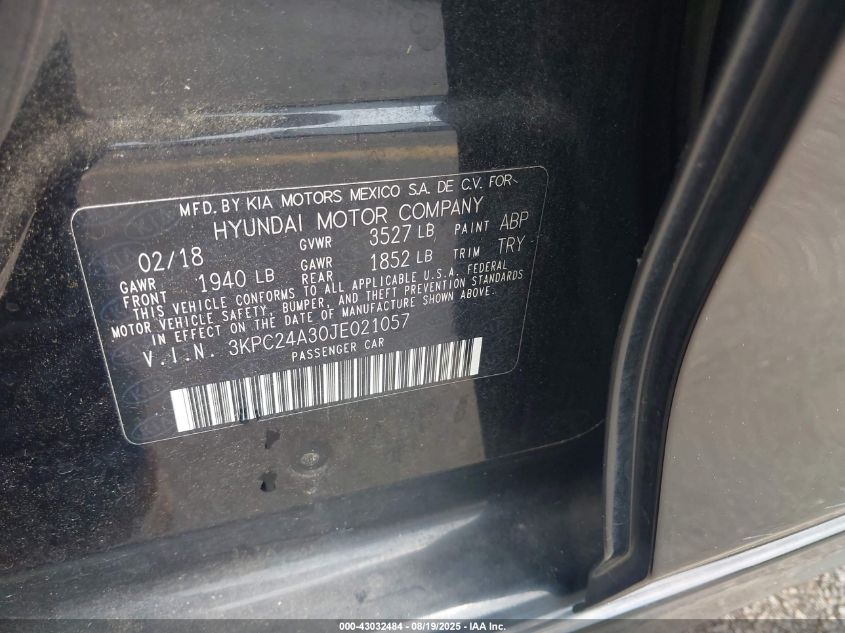 MFD. BY KIA MOTORS MEXICO S.A. DE C.V. FOR
HYUNDAI MOTOR COMPANY
02/18 GVWR 3527 LB PAINT ABP
GAWR FRONT 1940 LB GAWR REAR 1852 LB TRIM TRY
THIS VEHICLE CONFORMS TO ALL APPLICABLE U.S.A. FEDERAL
MOTOR VEHICLE SAFETY, BUMPER, AND THEFT PREVENTION STANDARDS
IN EFFECT ON THE DATE OF MANUFACTURE SHOWN ABOVE.
V.I.N. 3KPC24A30JE021057
PASSENGER CAR
000-43032484 - 08/19/2025 - IAA Inc.